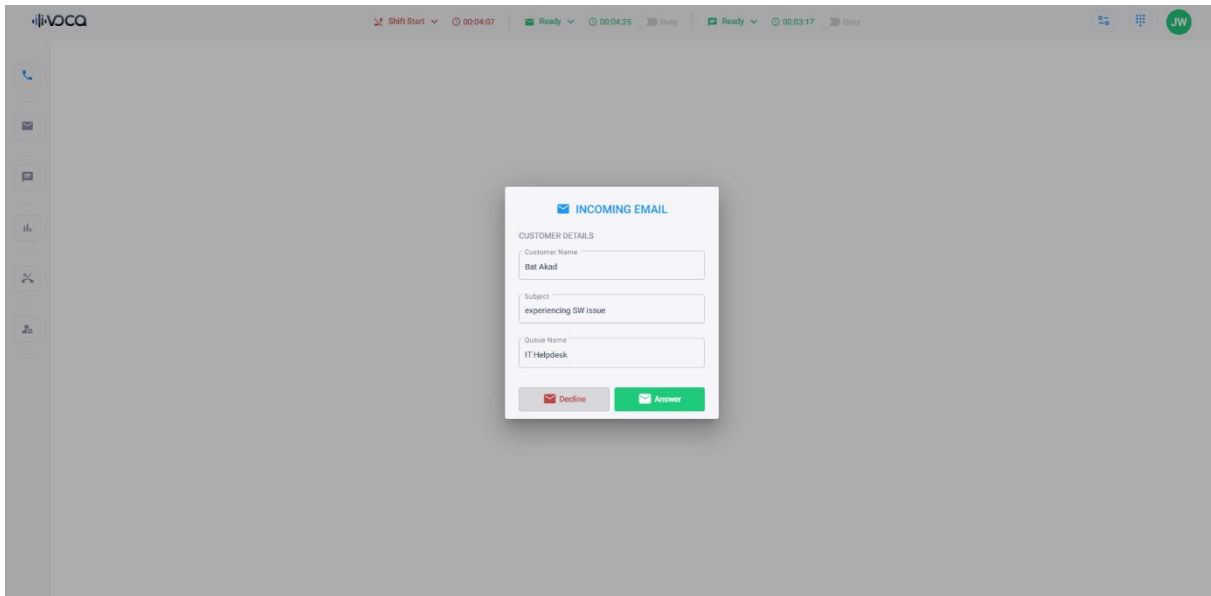 VOCA
Shift Start 00:04:07 Ready 00:04:25 Busy Ready 00:03:17 Busy JW
INCOMING EMAIL
CUSTOMER DETAILS
Customer Name
Bat Akad
Subject
experiencing SW issue
Queue Name
IT Helpdesk
Decline Answer